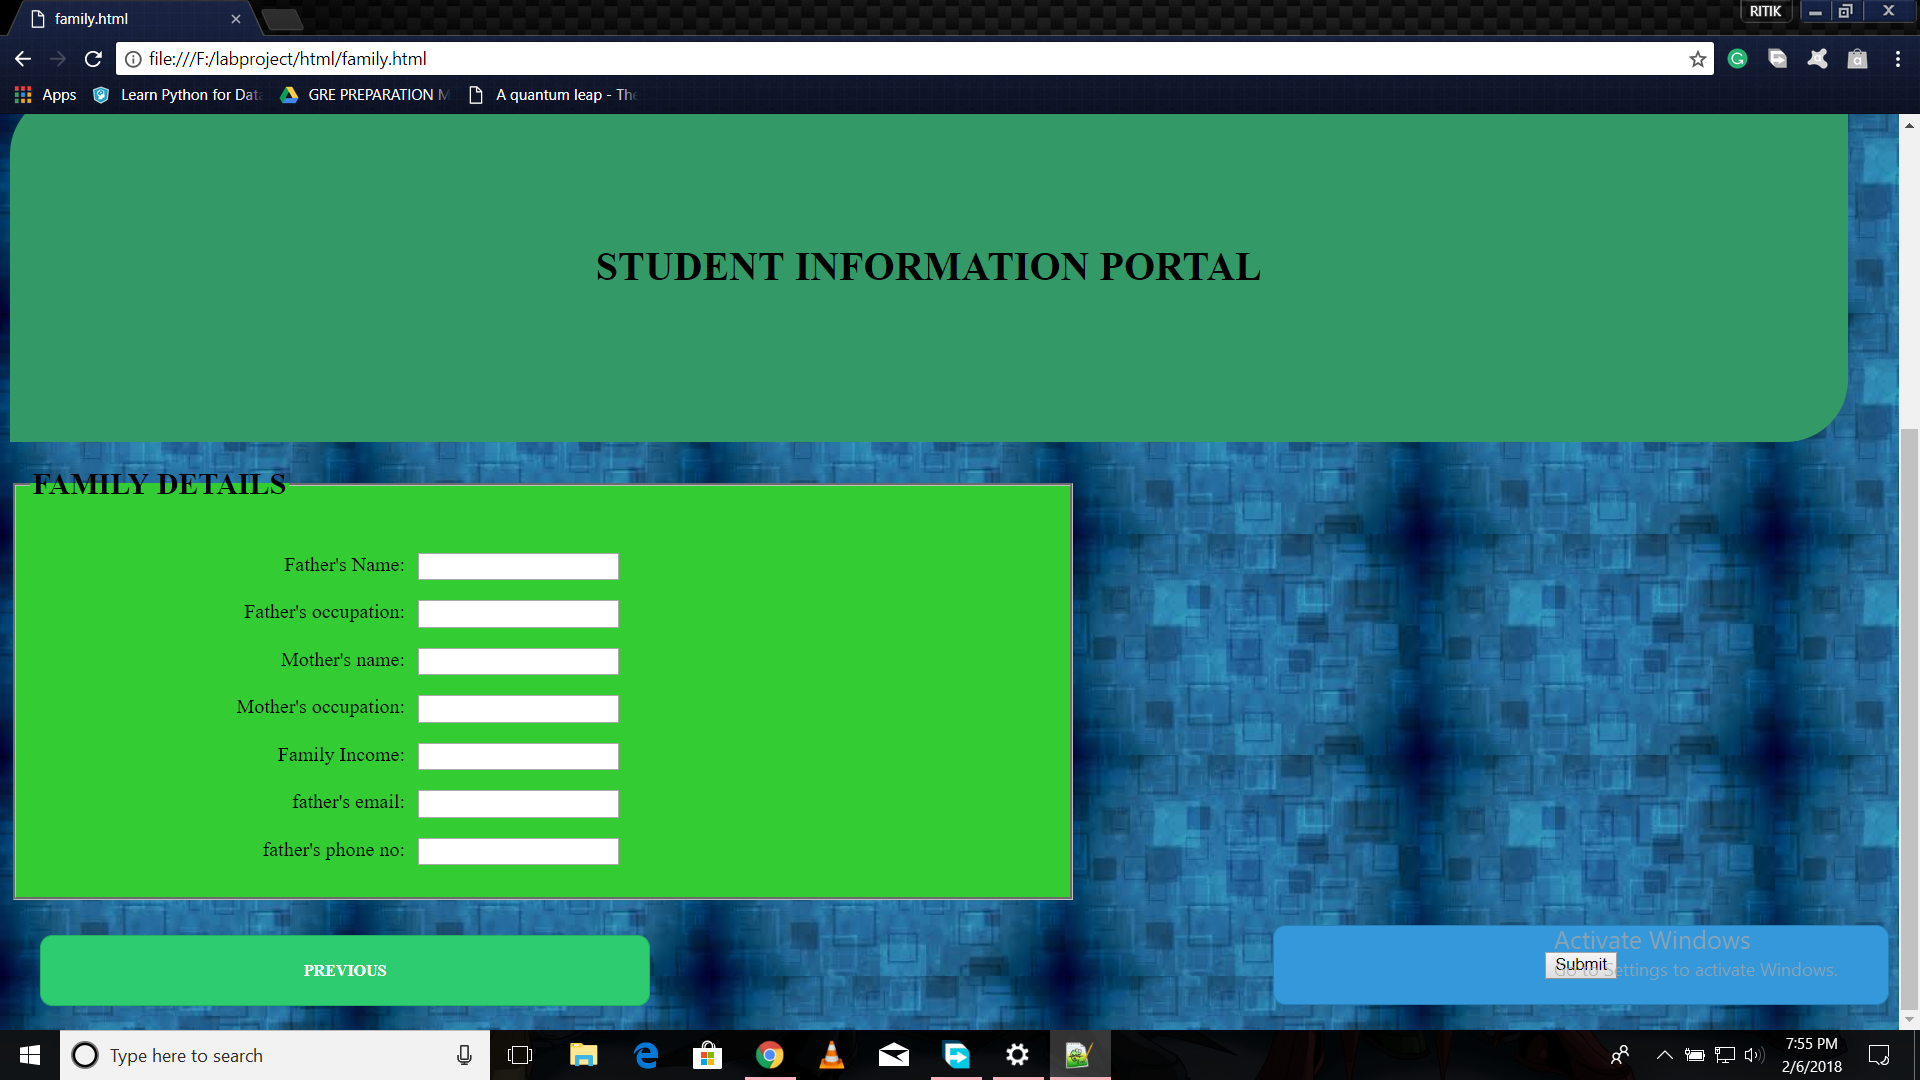 family.html
RITIK
file:///F:/labproject/html/family.html
Apps
Learn Python for Dat
GRE PREPARATION M
A quantum leap - The
STUDENT INFORMATION PORTAL
FAMILY DETAILS
Father's Name:
Father's occupation:
Mother's name:
Mother's occupation:
Family Income:
father's email:
father's phone no:
PREVIOUS
Activate Windows
Submit
Go to Settings to activate Windows.
Type here to search
7:55 PM
2/6/2018